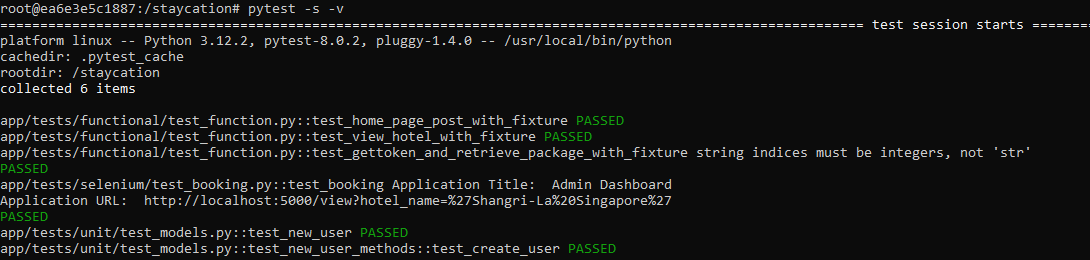 root@ea6e3e5c1887:/staycation# pytest -s -v
============================================================================================================ test session starts ========
platform linux -- Python 3.12.2, pytest-8.0.2, pluggy-1.4.0 -- /usr/local/bin/python
cachedir: .pytest_cache
rootdir: /staycation
collected 6 items
app/tests/functional/test_function.py::test_home_page_post_with_fixture PASSED
app/tests/functional/test_function.py::test_view_hotel_with_fixture PASSED
app/tests/functional/test_function.py::test_gettoken_and_retrieve_package_with_fixture string indices must be integers, not 'str'
PASSED
app/tests/selenium/test_booking.py::test_booking Application Title:  Admin Dashboard
Application URL:  http://localhost:5000/view?hotel_name=%27Shangri-La%20Singapore%27
PASSED
app/tests/unit/test_models.py::test_new_user PASSED
app/tests/unit/test_models.py::test_new_user_methods::test_create_user PASSED